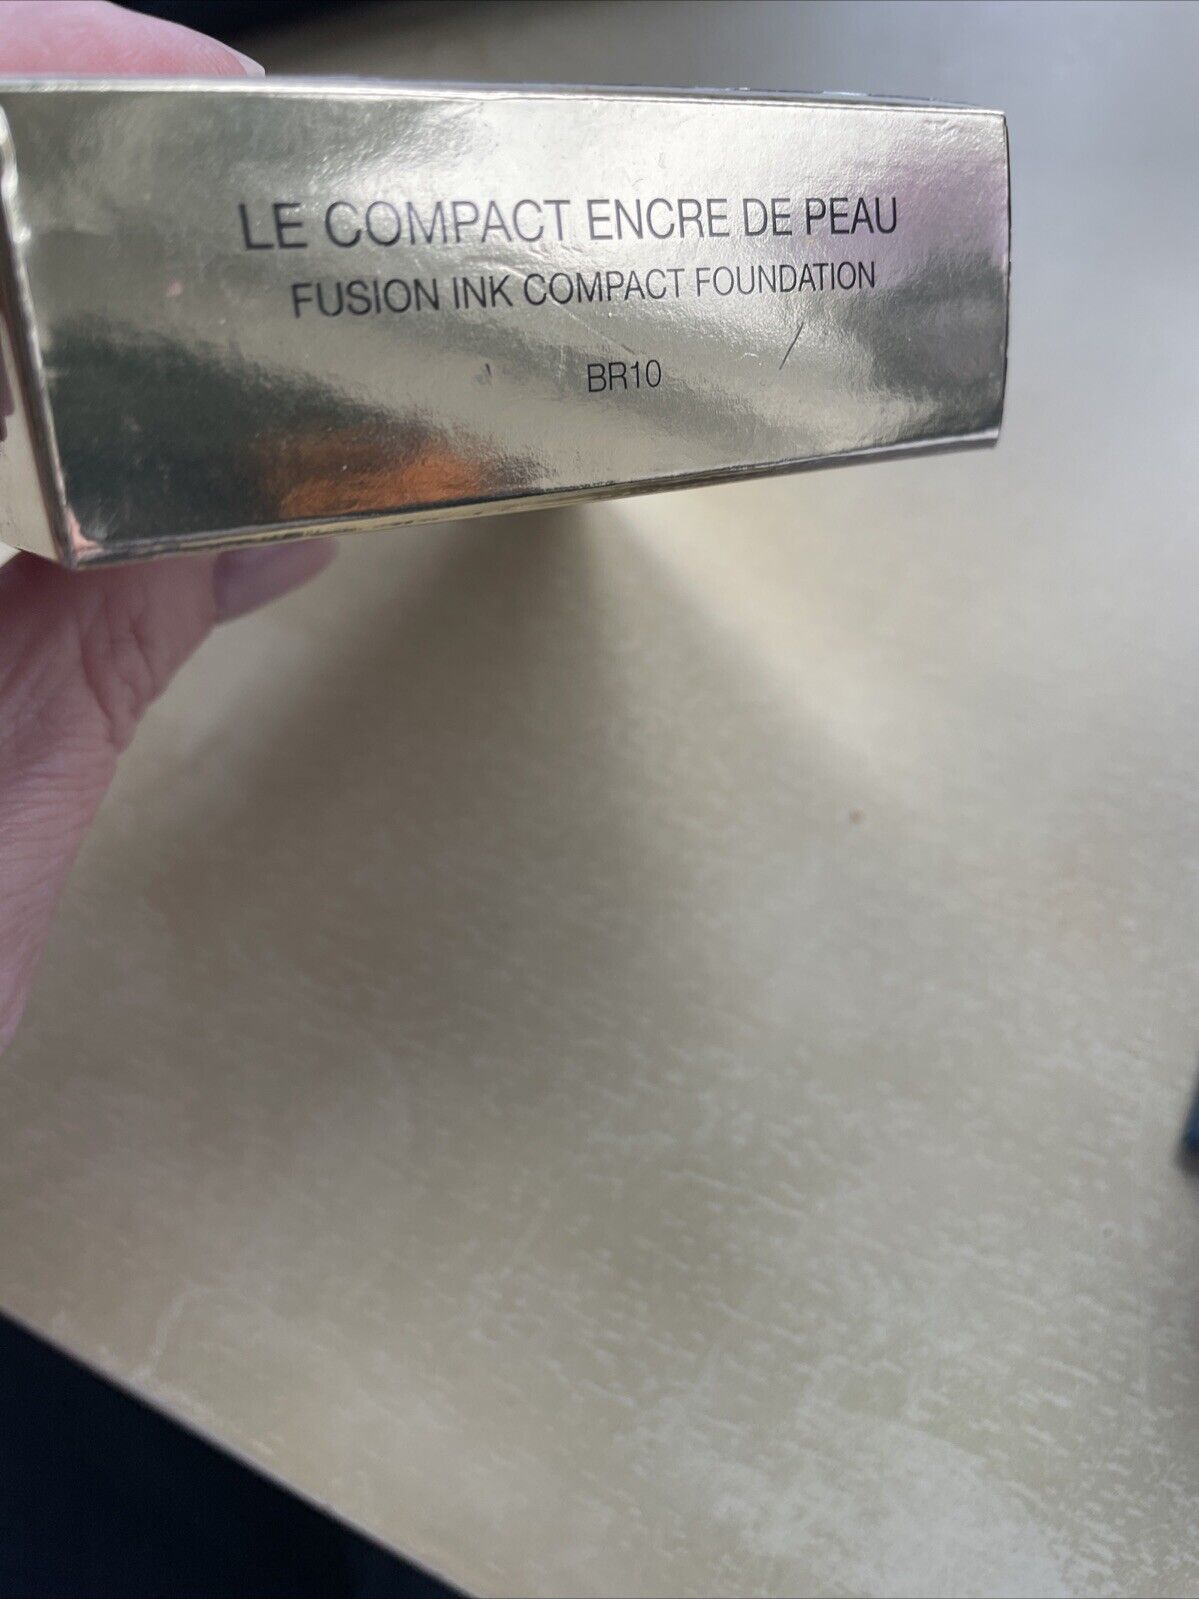 LE COMPACT ENCRE DE PEAU
FUSION INK COMPACT FOUNDATION
BR10